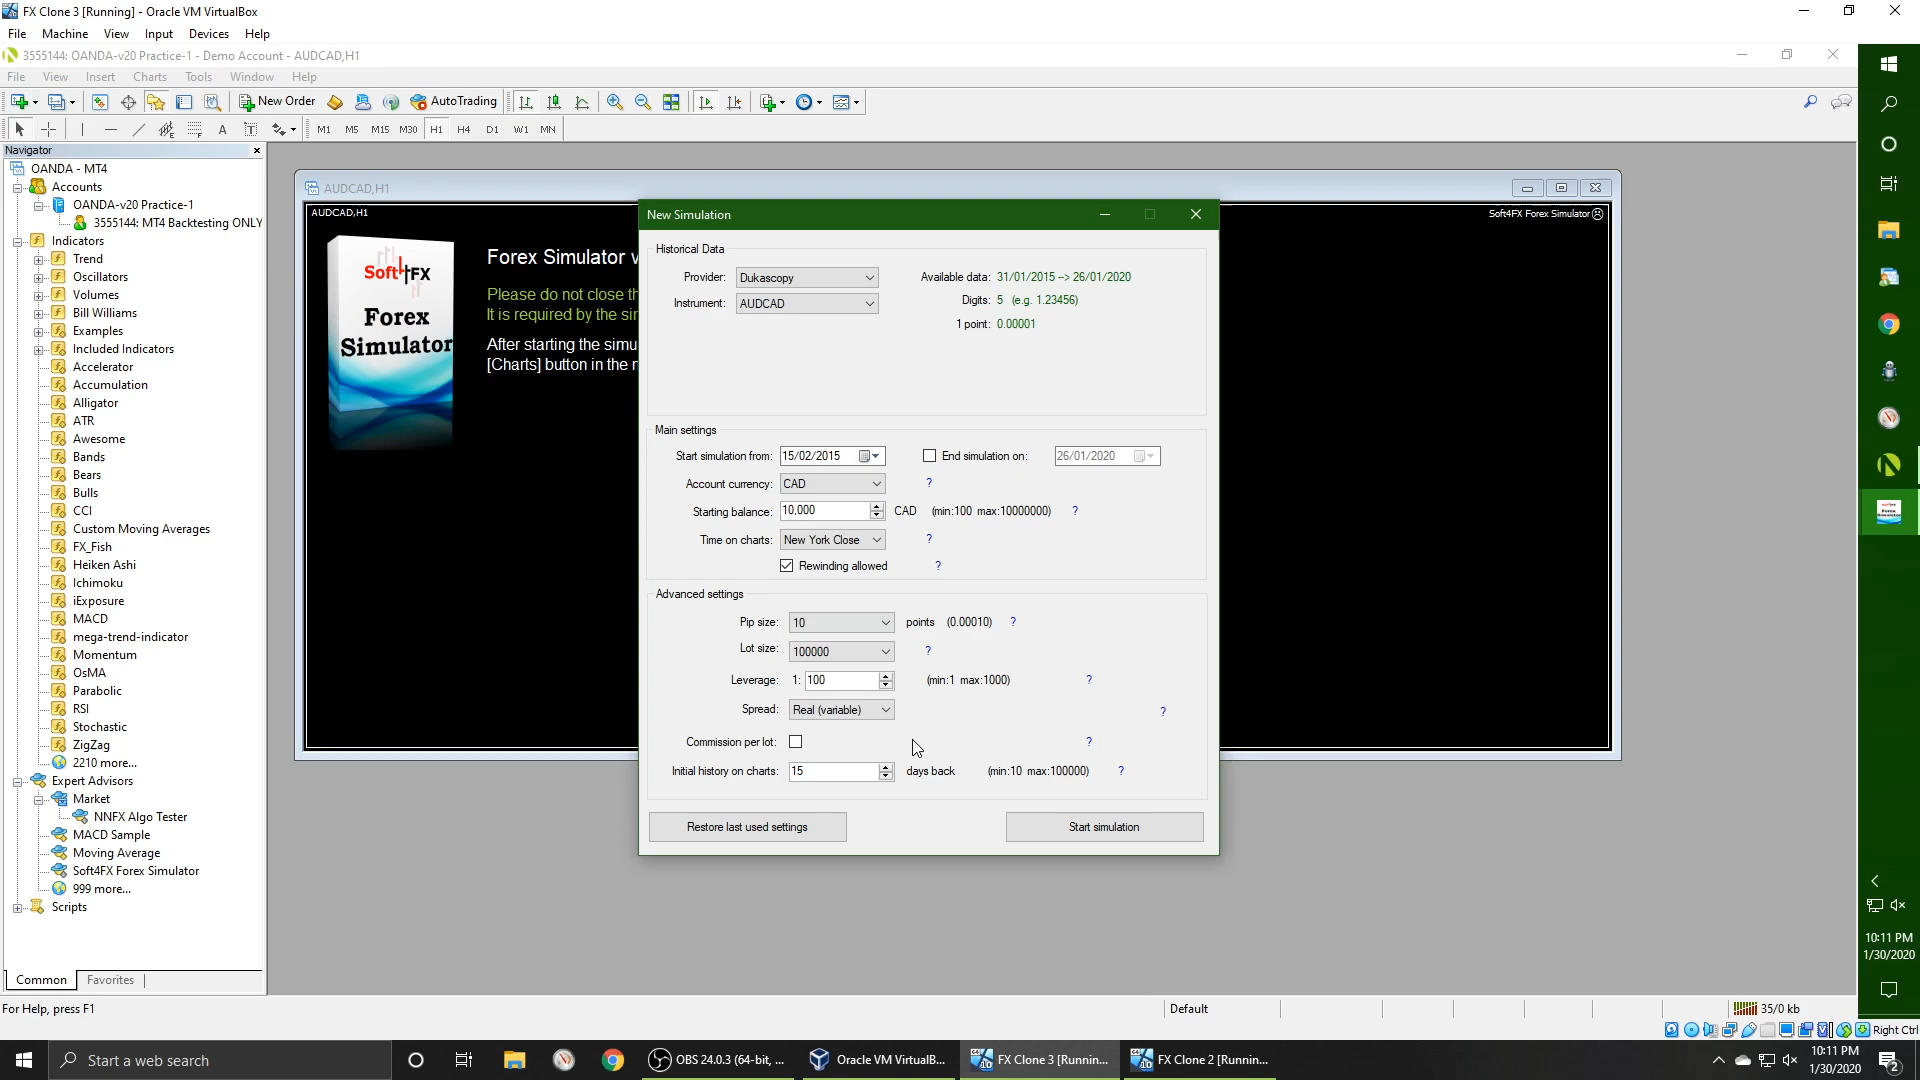 FX Clone 3 [Running] - Oracle VM VirtualBox
File Machine View Input Devices Help
3555144: OANDA-v20 Practice-1 - Demo Account - AUDCAD,H1
File View Insert Charts Tools Window Help
New Order AutoTrading
A T M1 M5 M15 M30 H1 H4 D1 W1 MN
Navigator
OANDA - MT4
Accounts
OANDA-v20 Practice-1
3555144: MT4 Backtesting ONLY
Indicators
Trend
Oscillators
Volumes
Bill Williams
Examples
Included Indicators
Accelerator
Accumulation
Alligator
ATR
Awesome
Bands
Bears
Bulls
CCI
Custom Moving Averages
FX_Fish
Heiken Ashi
Ichimoku
iExposure
MACD
mega-trend-indicator
Momentum
OsMA
Parabolic
RSI
Stochastic
ZigZag
2210 more...
Expert Advisors
Market
NNFX Algo Tester
MACD Sample
Moving Average
Soft4FX Forex Simulator
999 more...
Scripts
Common Favorites
For Help, press F1
Default
35/0 kb
AUDCAD,H1
AUDCAD,H1
Soft4FX Forex Simulator
Soft4FX
Forex
Simulator
Forex Simulator v
Please do not close th
It is required by the sir
After starting the simu
[Charts] button in the
New Simulation
Historical Data
Provider: Dukascopy Available data: 31/01/2015 --> 26/01/2020
Instrument: AUDCAD Digits: 5 (e.g. 1.23456)
1 point: 0.00001
Main settings
Start simulation from: 15/02/2015 End simulation on: 26/01/2020
Account currency: CAD ?
Starting balance: 10,000 CAD (min:100 max:10000000) ?
Time on charts: New York Close ?
Rewinding allowed ?
Advanced settings
Pip size: 10 points (0.00010) ?
Lot size: 100000 ?
Leverage: 1: 100 (min:1 max:1000) ?
Spread: Real (variable) ?
Commission per lot: ?
Initial history on charts: 15 days back (min:10 max:100000) ?
Restore last used settings Start simulation
10:11 PM
1/30/2020
Right Ctrl
Start a web search
OBS 24.0.3 (64-bit, ...
Oracle VM VirtualB...
FX Clone 3 [Runnin...
FX Clone 2 [Runnin...
10:11 PM
1/30/2020
2